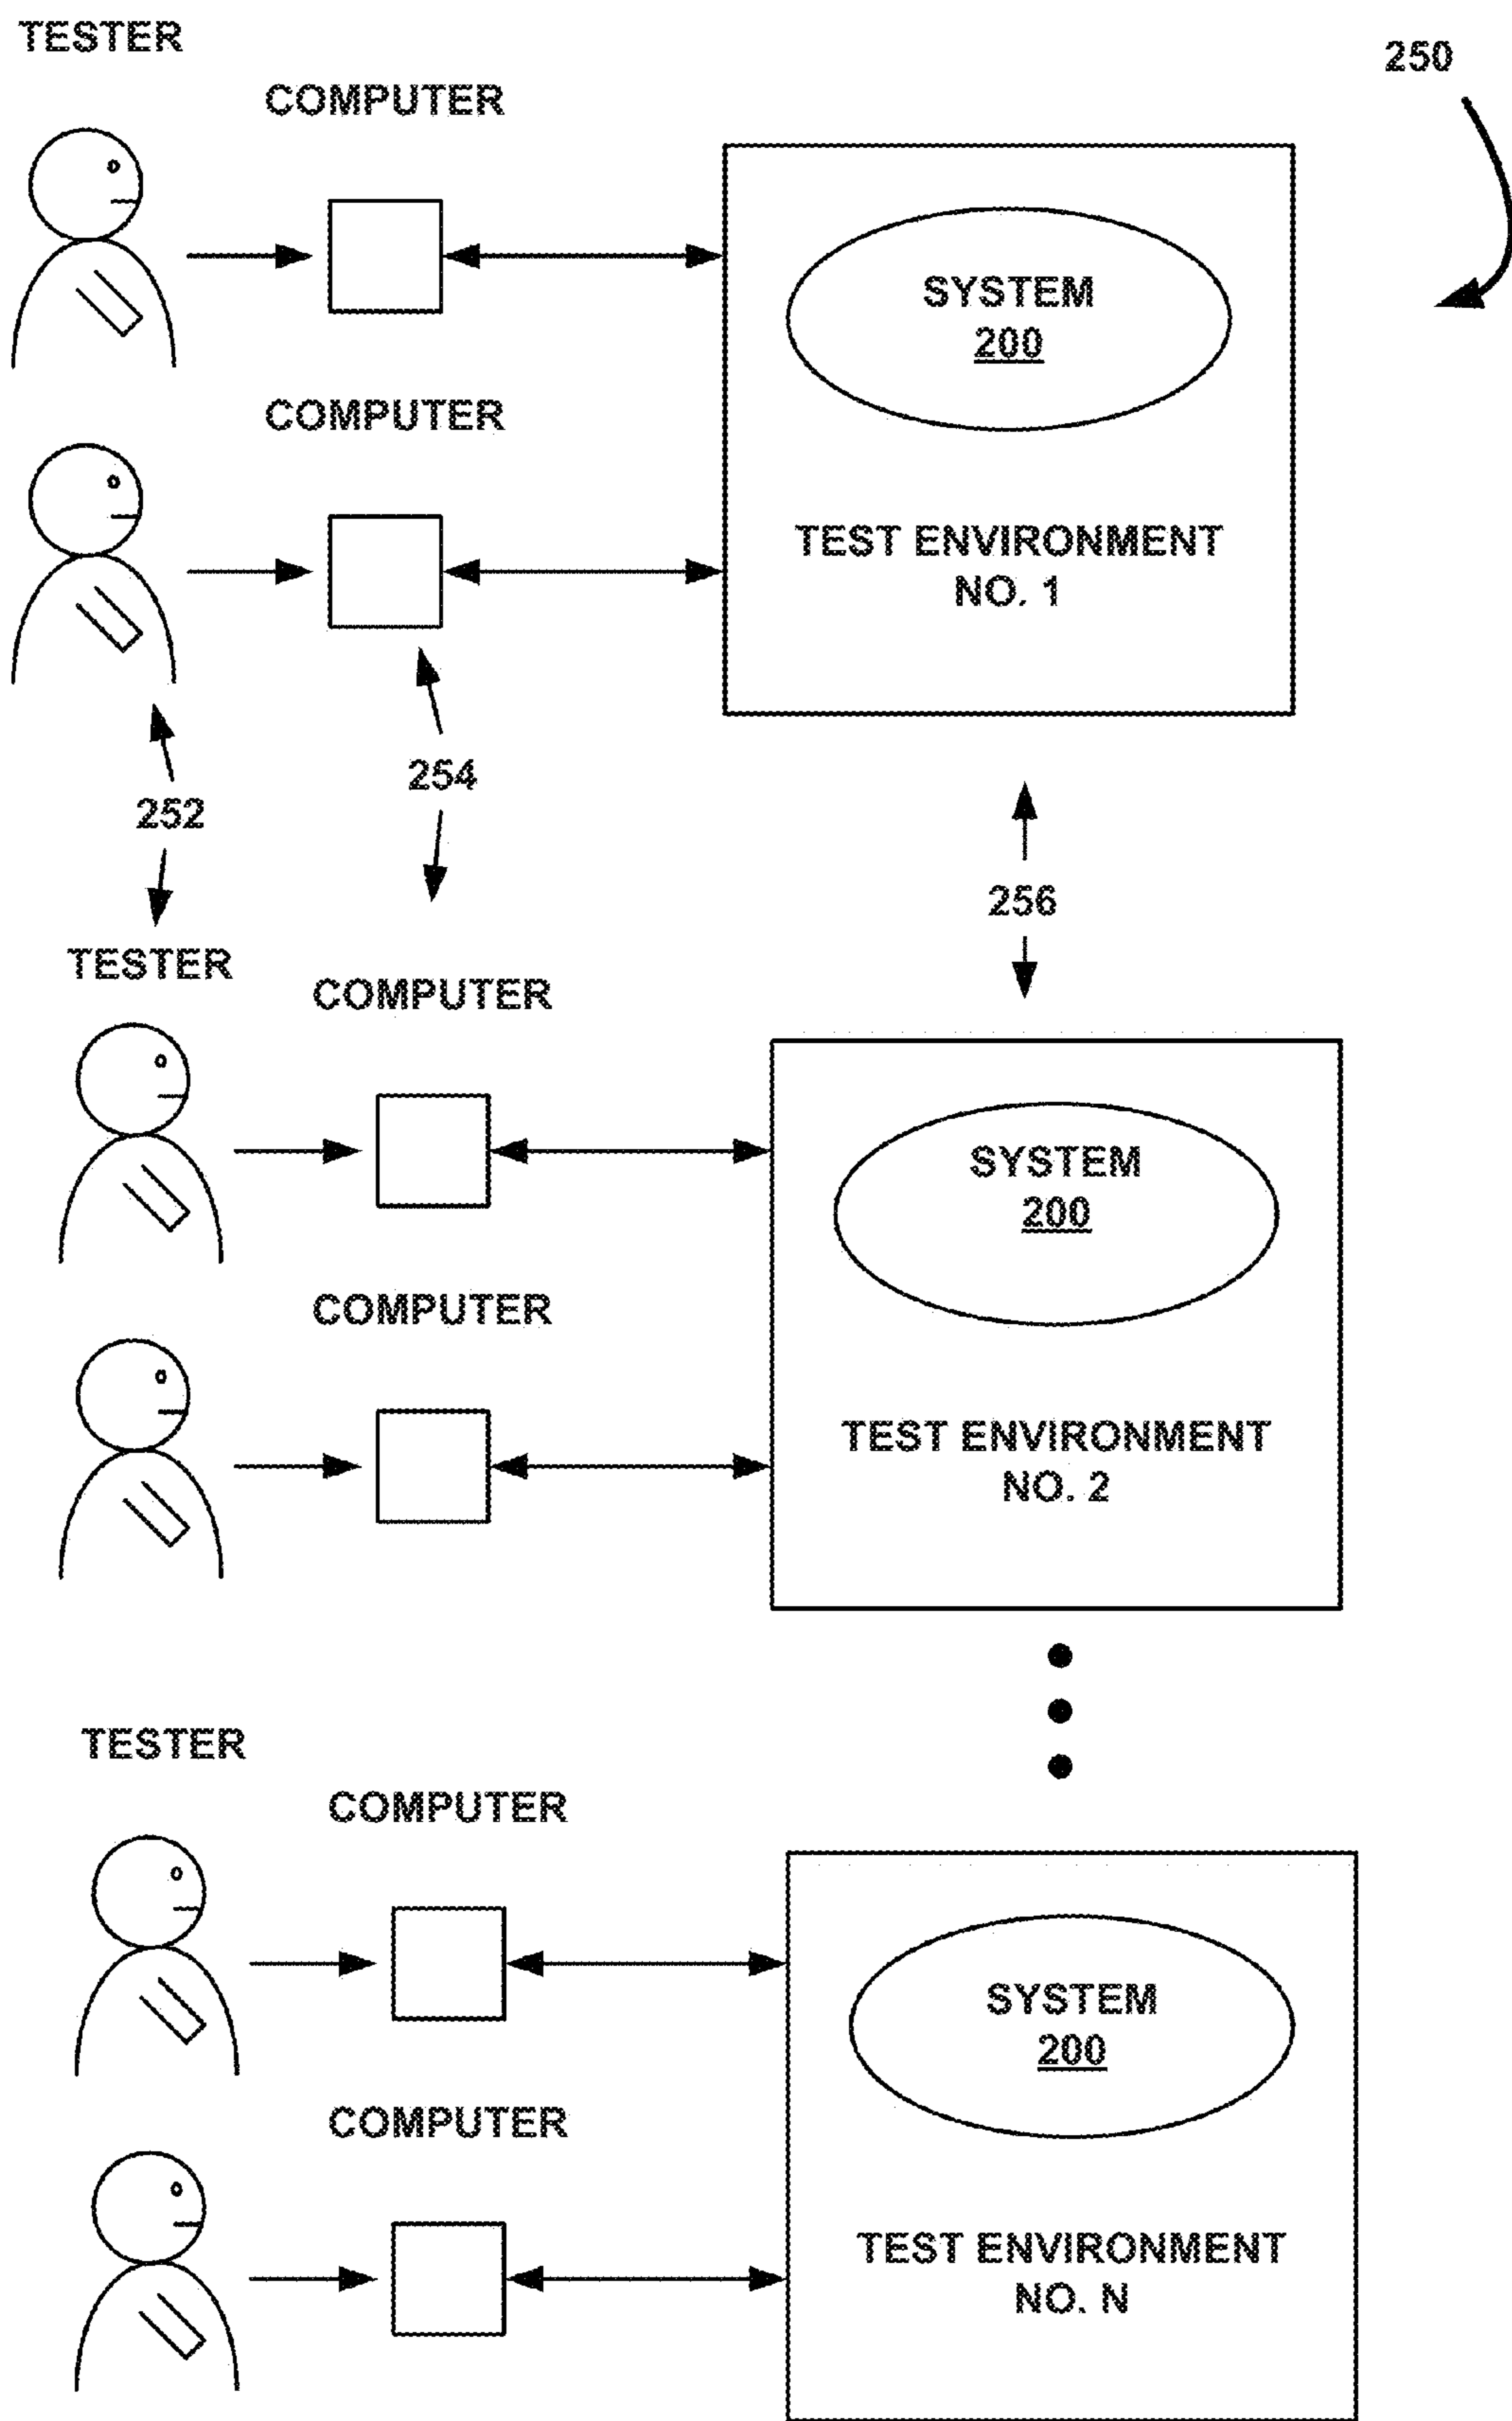 TESTER
250
COMPUTER
SYSTEM
200
COMPUTER
TEST ENVIRONMENT
NO. 1
254
252
256
TESTER
COMPUTER
SYSTEM
200
COMPUTER
TEST ENVIRONMENT
NO. 2
TESTER
COMPUTER
SYSTEM
200
COMPUTER
TEST ENVIRONMENT
NO. N